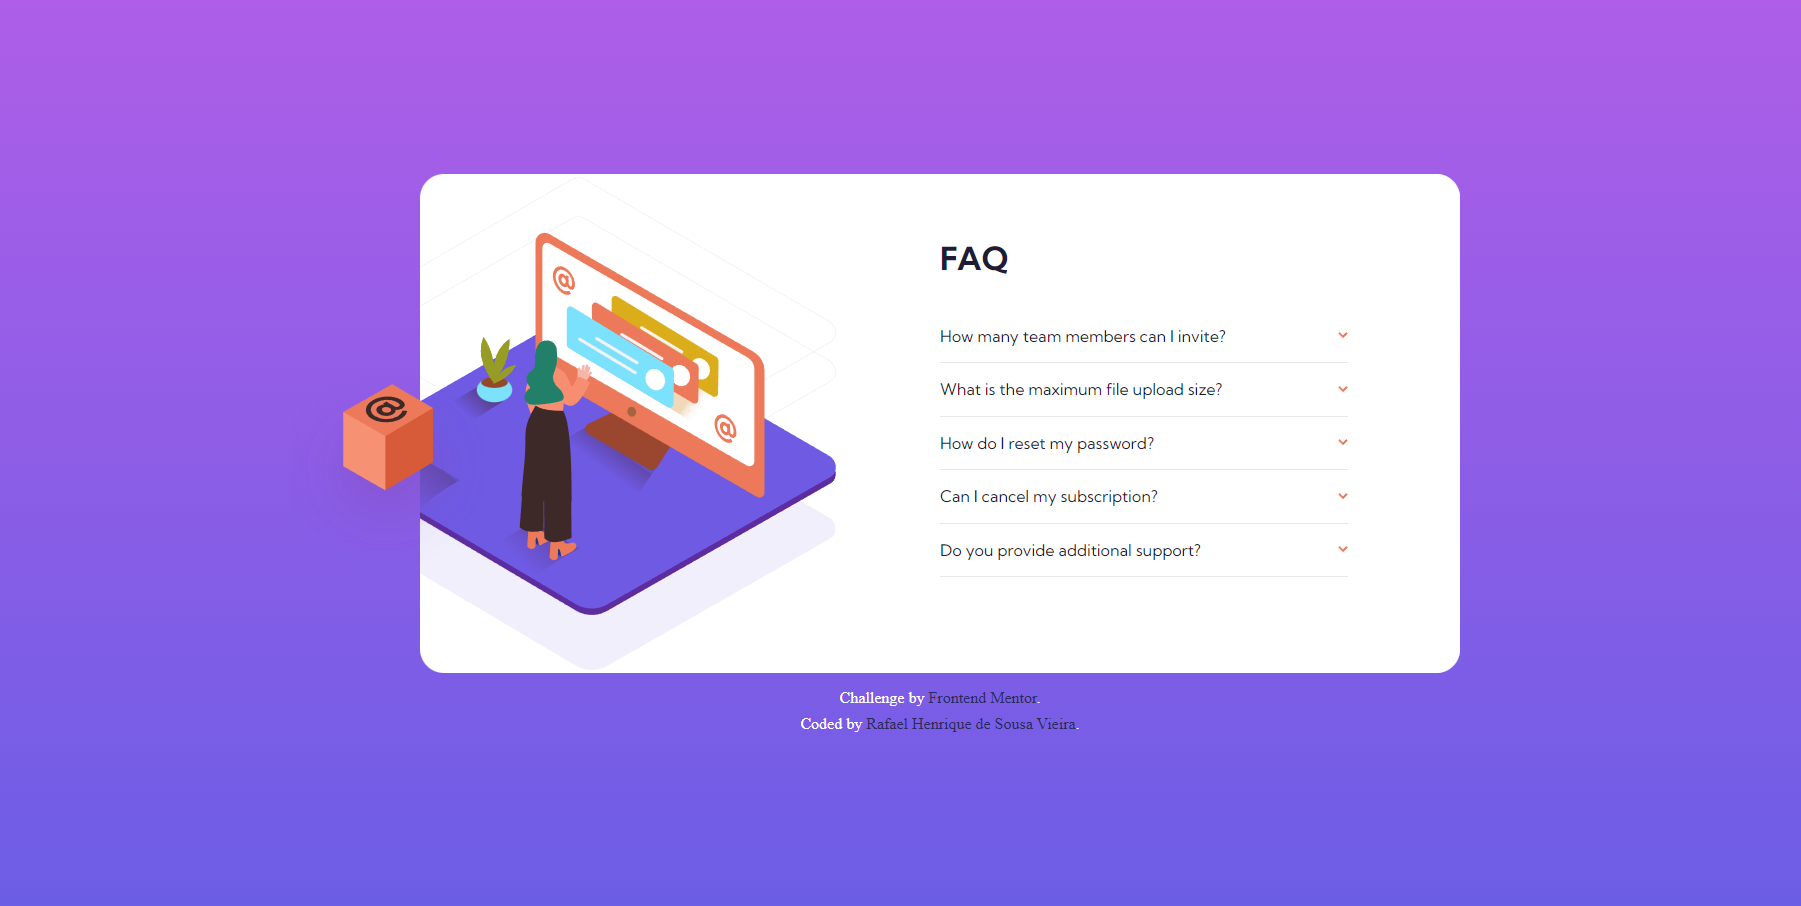 FAQ
How many team members can I invite?
What is the maximum file upload size?
How do I reset my password?
Can I cancel my subscription?
Do you provide additional support?
Challenge by Frontend Mentor.
Coded by Rafael Henrique de Sousa Vieira.
@
@
@